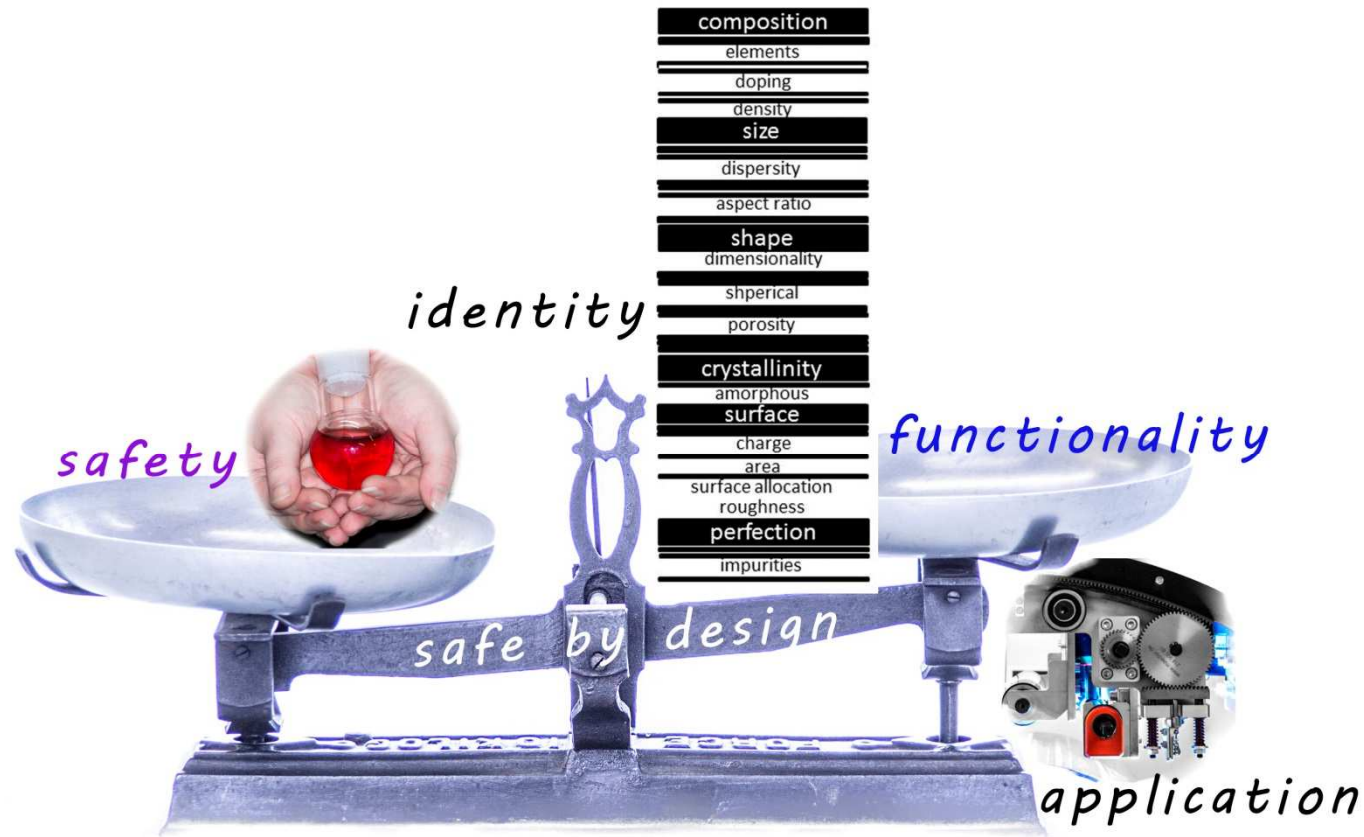 composition
elements
doping
density
size
dispersity
aspect ratio
shape
dimensionality
shperical
porosity
identity
crystallinity
amorphous
surface
charge
area
surface allocation
roughness
perfection
impurities
safety
functionality
safe by design
application